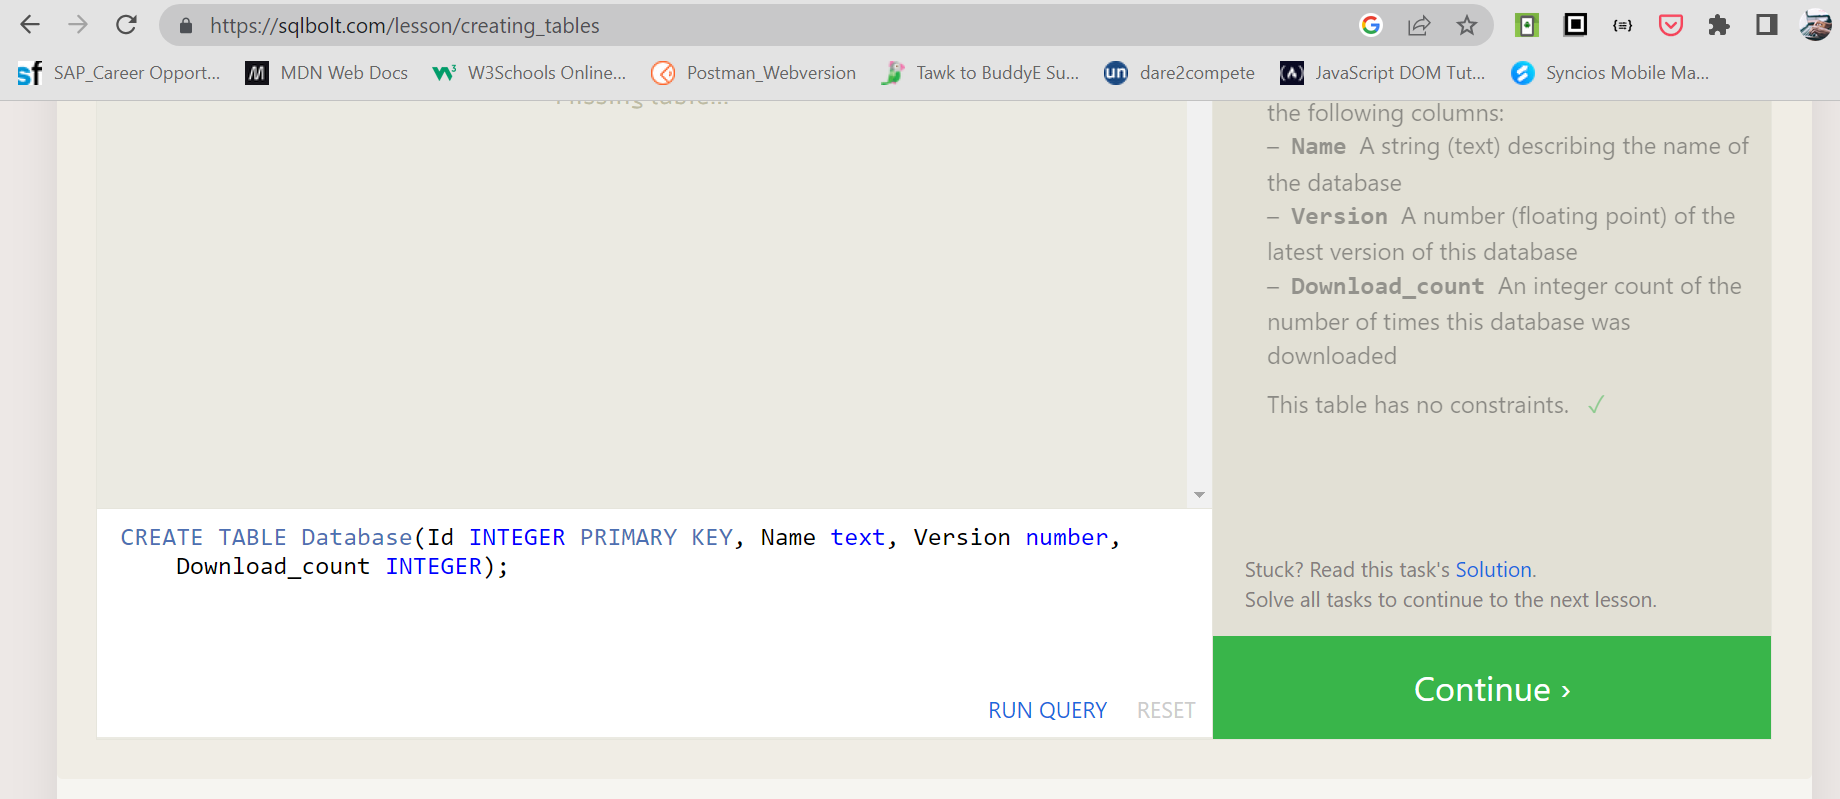 https://sqlbolt.com/lesson/creating_tables
SAP_Career Opport... MDN Web Docs W3Schools Online... Postman_Webversion Tawk to BuddyE Su... dare2compete JavaScript DOM Tut... Syncios Mobile Ma...
the following columns:
– Name A string (text) describing the name of
the database
– Version A number (floating point) of the
latest version of this database
– Download_count An integer count of the
number of times this database was
downloaded
This table has no constraints. ✓
CREATE TABLE Database(Id INTEGER PRIMARY KEY, Name text, Version number,
Download_count INTEGER);
RUN QUERY RESET
Stuck? Read this task's Solution.
Solve all tasks to continue to the next lesson.
Continue ›